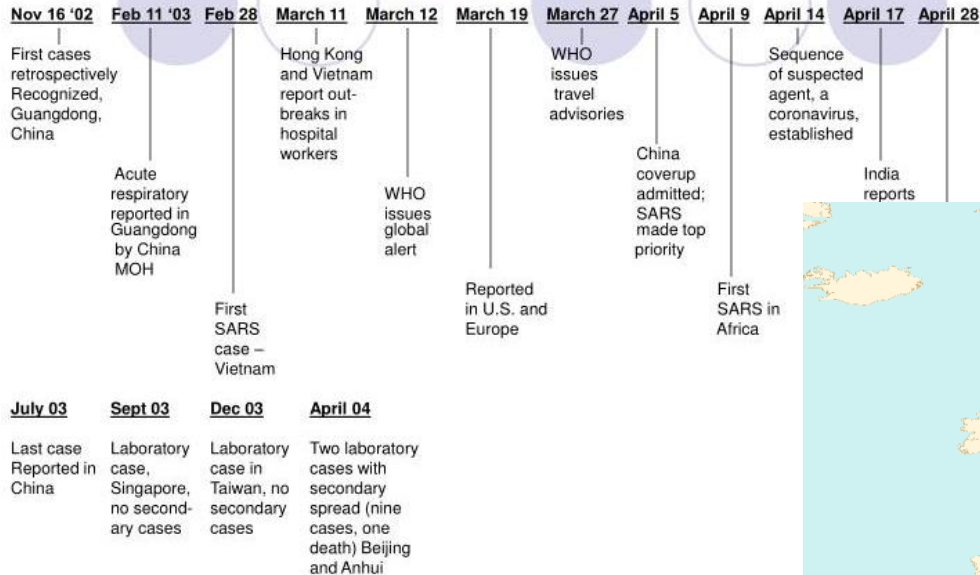 Nov 16 ‘02 Feb 11 ‘03 Feb 28 March 11 March 12 March 19 March 27 April 5 April 9 April 14 April 17 April 28
First cases
retrospectively
Recognized,
Guangdong,
China
Acute
respiratory
reported in
Guangdong
by China
MOH
First
SARS
case –
Vietnam
Hong Kong
and Vietnam
report out-
breaks in
hospital
workers
WHO
issues
global
alert
Reported
in U.S. and
Europe
WHO
issues
travel
advisories
China
coverup
admitted;
SARS
made top
priority
First
SARS in
Africa
Sequence
of suspected
agent, a
coronavirus,
established
India
reports
July 03 Sept 03 Dec 03 April 04
Last case
Reported in
China
Laboratory
case,
Singapore,
no second-
ary cases
Laboratory
case in
Taiwan, no
secondary
cases
Two laboratory
cases with
secondary
spread (nine
cases, one
death) Beijing
and Anhui